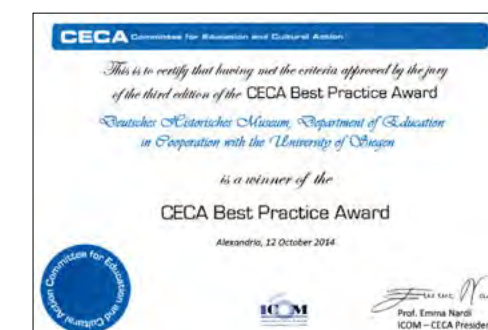 CECA Committee for Education and Cultural Action
This is to certify that having met the criteria approved by the jury
of the third edition of the CECA Best Practice Award
Deutsches Historisches Museum, Department of Education
in Cooperation with the University of Siegen
is a winner of the
CECA Best Practice Award
Alexandria, 12 October 2014
Committee for Education and Cultural Action
ICOM
Prof. Emma Nardi
ICOM – CECA President